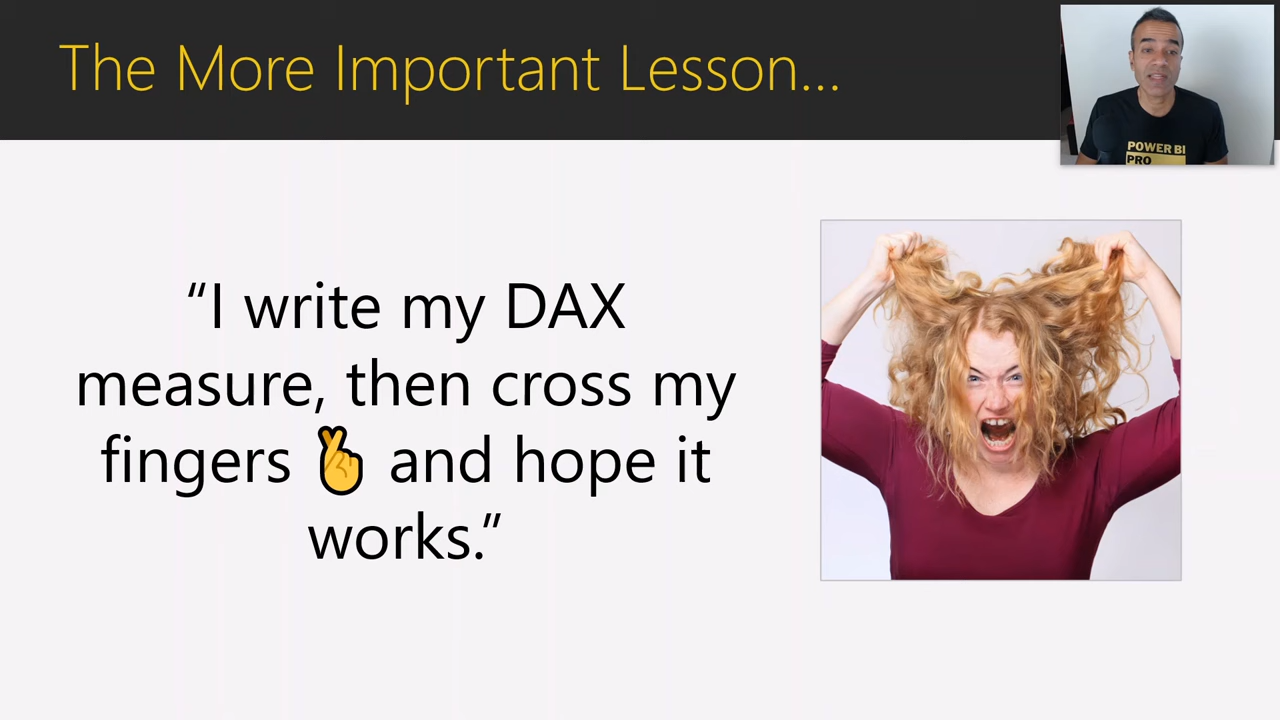 The More Important Lesson...
POWER BI
PRO
“I write my DAX
measure, then cross my
fingers 🤞 and hope it
works.”